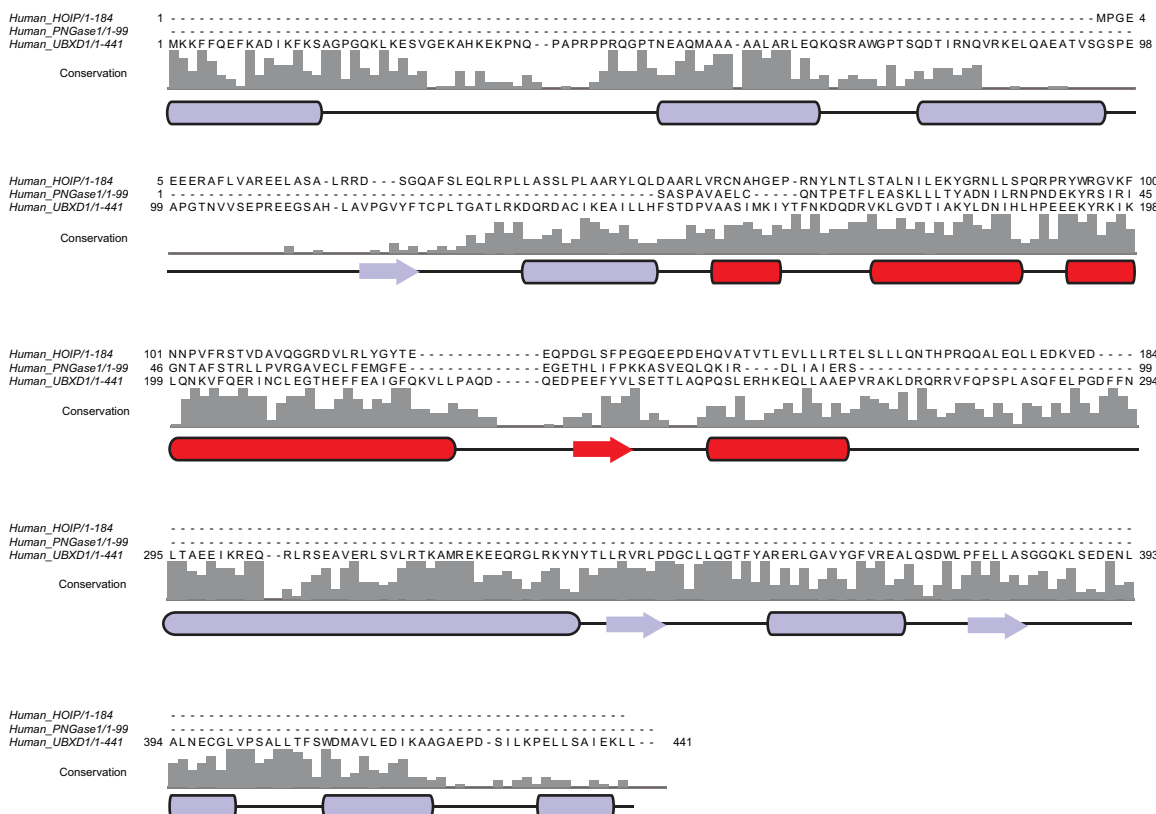 Human_HOIP/1-184 1 -------------------------------------------------------------------------------------------------MPGE 4
Human_PNGase1/1-99 -----------------------------------------------------------------------------------------------------
Human_UBXD1/1-441 1 MKKFFQEFKADIKFKSAGPGQKLKESVGEKAHKEKPNQ--PAPRPPRQGPTNEAQMAAA-AALARLEQKQSRAWGPTSQDTIRNQVRKELQAEATVSGSPE 98
Conservation
Human_HOIP/1-184 5 EEERAFLVAREELASA-LRRD---SGQAFSLEQLRPLLASSLPLAARYLQLDAARLVRCNAHGEP-RNYLNTLSTALNILEKYGRNLLSPQRPRYWRGVKF 100
Human_PNGase1/1-99 1 ---------------------------------------------------SASPAVAELC-----QNTPETFLEASKLLLTYADNILRNPNDEKYRSIRI 45
Human_UBXD1/1-441 99 APGTNVVSEPREEGSAH-LAVPGVYFTCPLTGATLRKDQRDACIKEAILLHFSTDPVAASIMKIYTFNKDQDRVKLGVDTIAKYLDNIHLHPEEEKYRKIK 198
Conservation
Human_HOIP/1-184 101 NNPVFRSTVDAVQGGRDVLRLYGYTE-------------EQPDGLSFPEGQEEPDEHQVATVTLEVLLLRTELSLLLQNTHPRQQALEQLLEDKVED---- 184
Human_PNGase1/1-99 46 GNTAFSTRLLPVRGAVECLFEMGFE--------------EGETHLIFPKKASVEQLQKIR---DLIAIERS------------------------------ 99
Human_UBXD1/1-441 199 LQNKVFQERINCLEGTHEFFEAIGFQKVLLPAQD-----QEDPEEFYVLSETTLAQPQSLERHKEQLLAAEPVRAKLDRQRRVFQPSPLASQFELPGDFFN 294
Conservation
Human_HOIP/1-184 -----------------------------------------------------------------------------------------------------
Human_PNGase1/1-99 -----------------------------------------------------------------------------------------------------
Human_UBXD1/1-441 295 LTAEEIKREQ--RLRSEAVERLSVLRTKAMREKEEQRGLRKYNYTLLRVRLPDGCLLQGTFYARERLGAVYGFVREALQSDWLPFELLASGGQKLSEDENL 393
Conservation
Human_HOIP/1-184 ------------------------------------------------
Human_PNGase1/1-99 ---------------------------------------------------
Human_UBXD1/1-441 394 ALNECGLVPSALLTFSWDMAVLEDIKAAGAEPD-SILKPELLSAIEKLL-- 441
Conservation